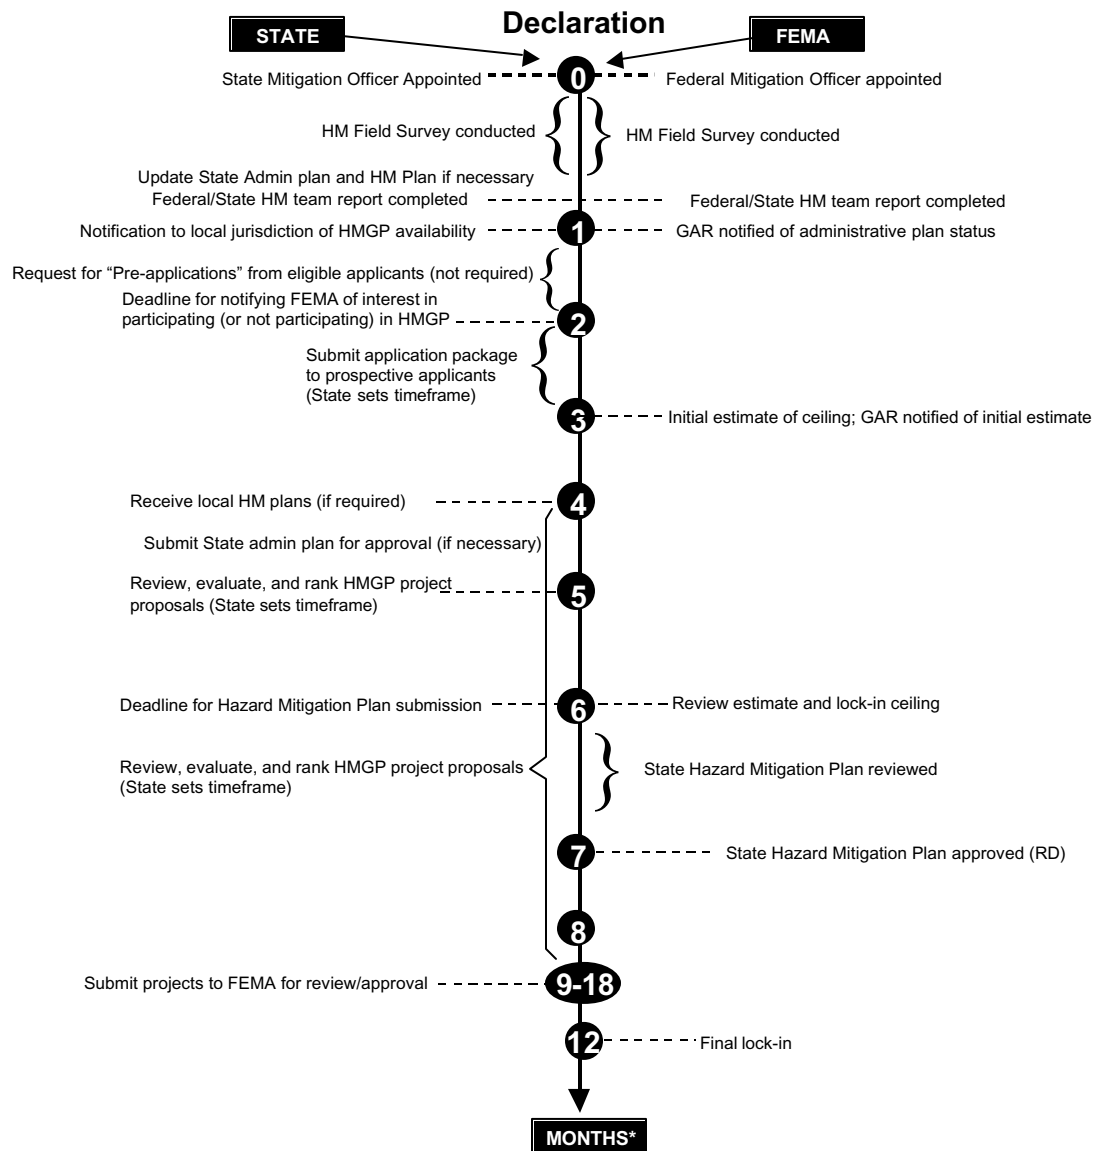 Declaration
STATE
FEMA
0
State Mitigation Officer Appointed
Federal Mitigation Officer appointed
HM Field Survey conducted
HM Field Survey conducted
Update State Admin plan and HM Plan if necessary
Federal/State HM team report completed
Federal/State HM team report completed
Notification to local jurisdiction of HMGP availability
1
GAR notified of administrative plan status
Request for “Pre-applications” from eligible applicants (not required)
Deadline for notifying FEMA of interest in
participating (or not participating) in HMGP
2
Submit application package
to prospective applicants
(State sets timeframe)
3
Initial estimate of ceiling; GAR notified of initial estimate
Receive local HM plans (if required)
4
Submit State admin plan for approval (if necessary)
Review, evaluate, and rank HMGP project
proposals (State sets timeframe)
5
Deadline for Hazard Mitigation Plan submission
6
Review estimate and lock-in ceiling
Review, evaluate, and rank HMGP project proposals
(State sets timeframe)
State Hazard Mitigation Plan reviewed
7
State Hazard Mitigation Plan approved (RD)
8
Submit projects to FEMA for review/approval
9-18
12
Final lock-in
MONTHS*